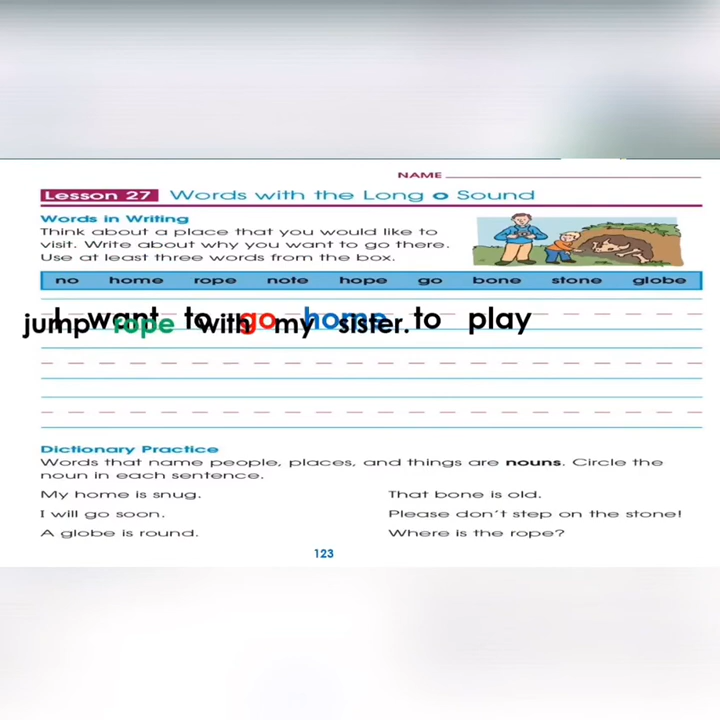 NAME
Lesson 27 Words with the Long o Sound
Words in Writing
Think about a place that you would like to
visit. Write about why you want to go there.
Use at least three words from the box.
no home rope note hope go bone stone globe
I want to go home to play
jump rope with my sister.
Dictionary Practice
Words that name people, places, and things are nouns. Circle the
noun in each sentence.
My home is snug. That bone is old.
I will go soon. Please don't step on the stone!
A globe is round. Where is the rope?
123